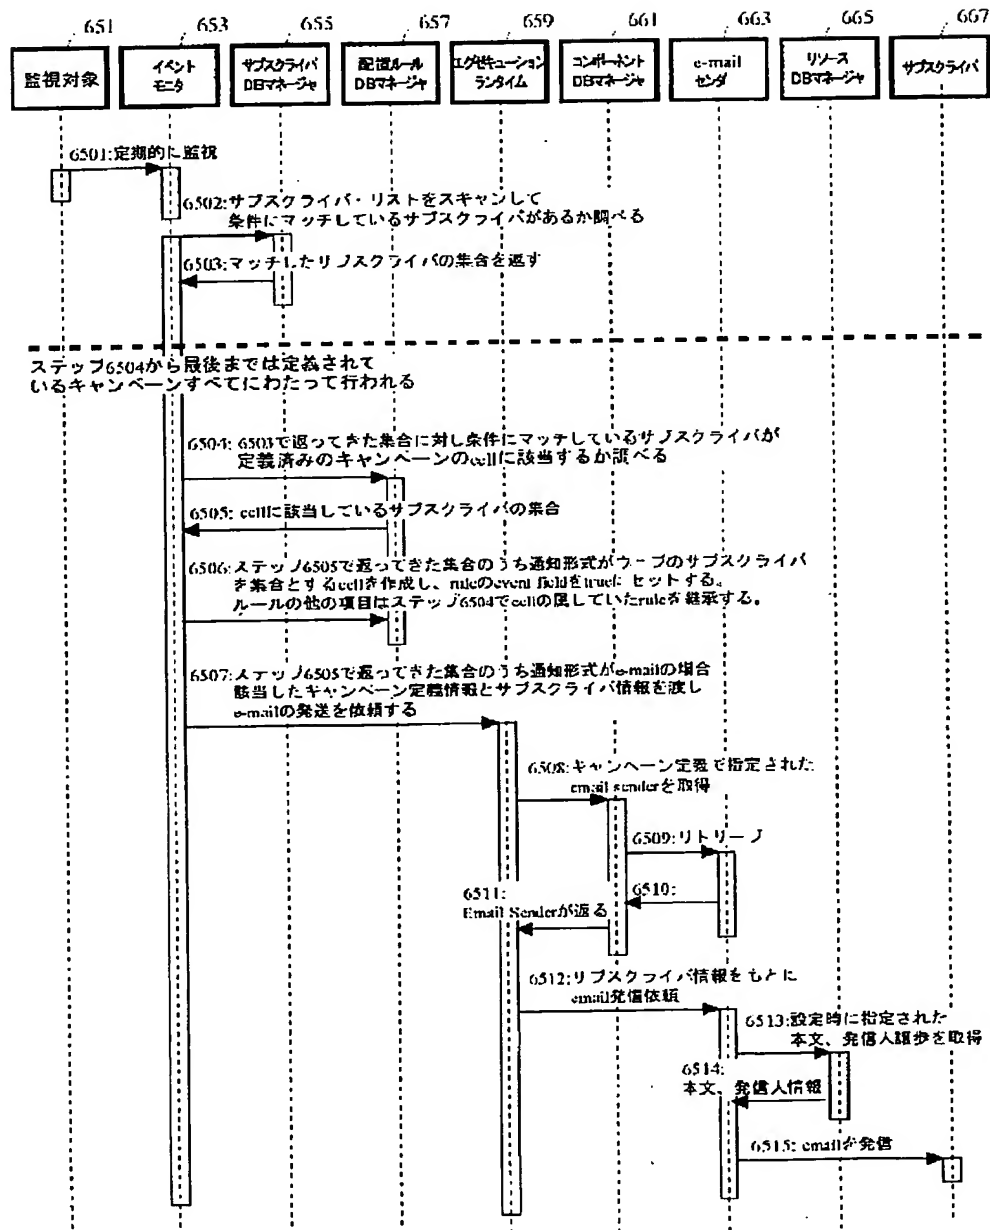 651
653
655
657
659
661
663
665
667
監視対象
イベント
モニタ
サブスクライバ
DBマネージャ
配置ルール
DBマネージャ
エグゼキューション
ランタイム
コンポーネント
DBマネージャ
e-mail
センダ
リソース
DBマネージャ
サブスクライバ
6501:定期的に監視
6502:サブスクライバ・リストをスキャンして
条件にマッチしているサブスクライバがあるか調べる
6503:マッチしたサブスクライバの集合を返す
ステップ6504から最後までは定義されて
いるキャンペーンすべてにわたって行われる
6504: 6503で返ってきた集合に対し条件にマッチしているサブスクライバが
定義済みのキャンペーンのcellに該当するか調べる
6505: cellに該当しているサブスクライバの集合
6506:ステップ6505で返ってきた集合のうち通知形式がウェブのサブスクライバ
を集合とするcellを作成し、ruleのevent fieldをtrueにセットする。
ルールの他の項目はステップ6504でcellの属していたruleを継承する。
6507:ステップ6505で返ってきた集合のうち通知形式がe-mailの場合
該当したキャンペーン定義情報とサブスクライバ情報を渡し
e-mailの発送を依頼する
6508:キャンペーン定義で指定された
email senderを取得
6509:リトリーブ
6510:
6511:
Email Senderが返る
6512:サブスクライバ情報をもとに
email発信依頼
6513:設定時に指定された
本文、発信人譲歩を取得
6514:
本文、発信人情報
6515: emailを発信